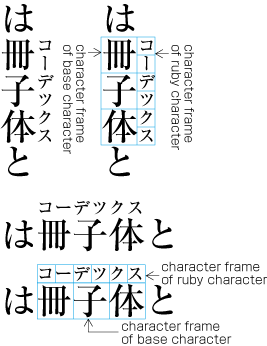 は冊子体と
コーデックス
character frame
of base character
は冊子体と
コーデックス
character frame
of ruby character
コーデツクス
は冊子体と
コーデツクス
は冊子体と
character frame
of ruby character
character frame
of base character